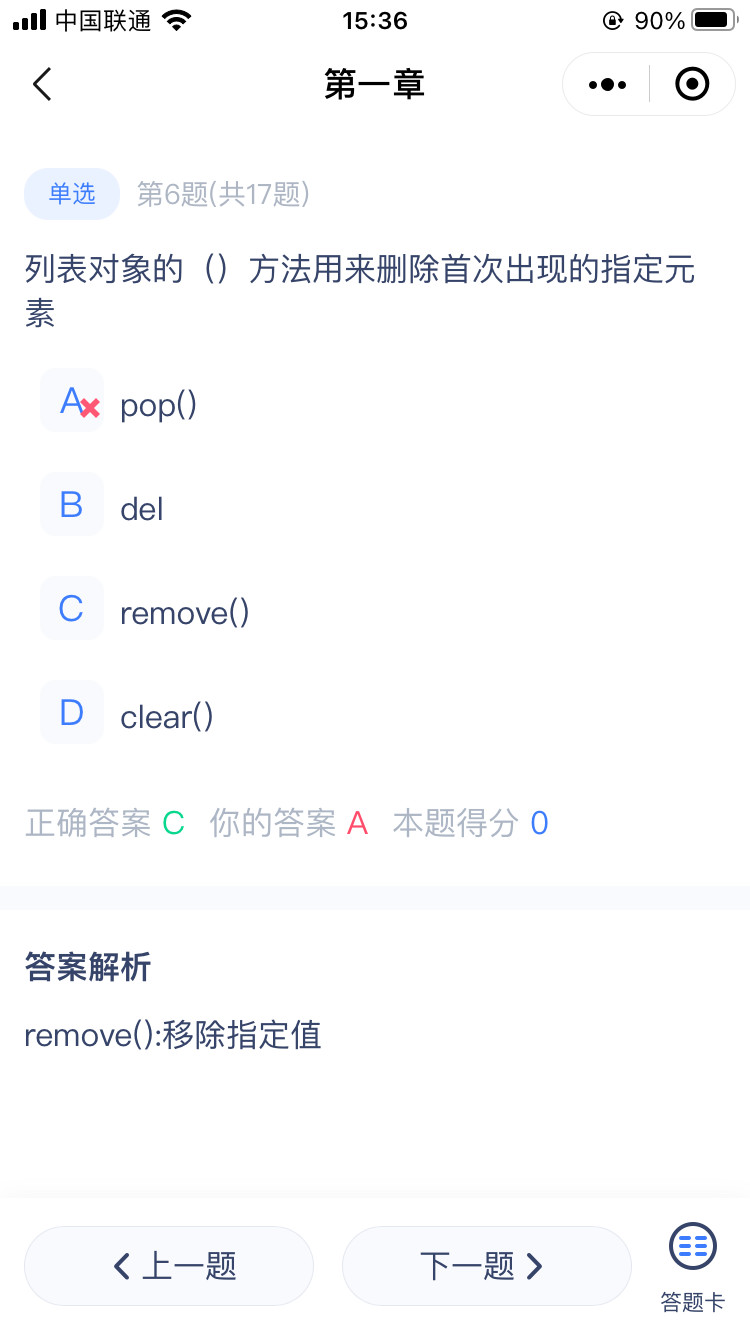 中国联通 15:36 90%
第一章
单选 第6题(共17题)
列表对象的（）方法用来删除首次出现的指定元
素
A pop()
B del
C remove()
D clear()
正确答案 C 你的答案 A 本题得分 0
答案解析
remove():移除指定值
上一题 下一题
答题卡